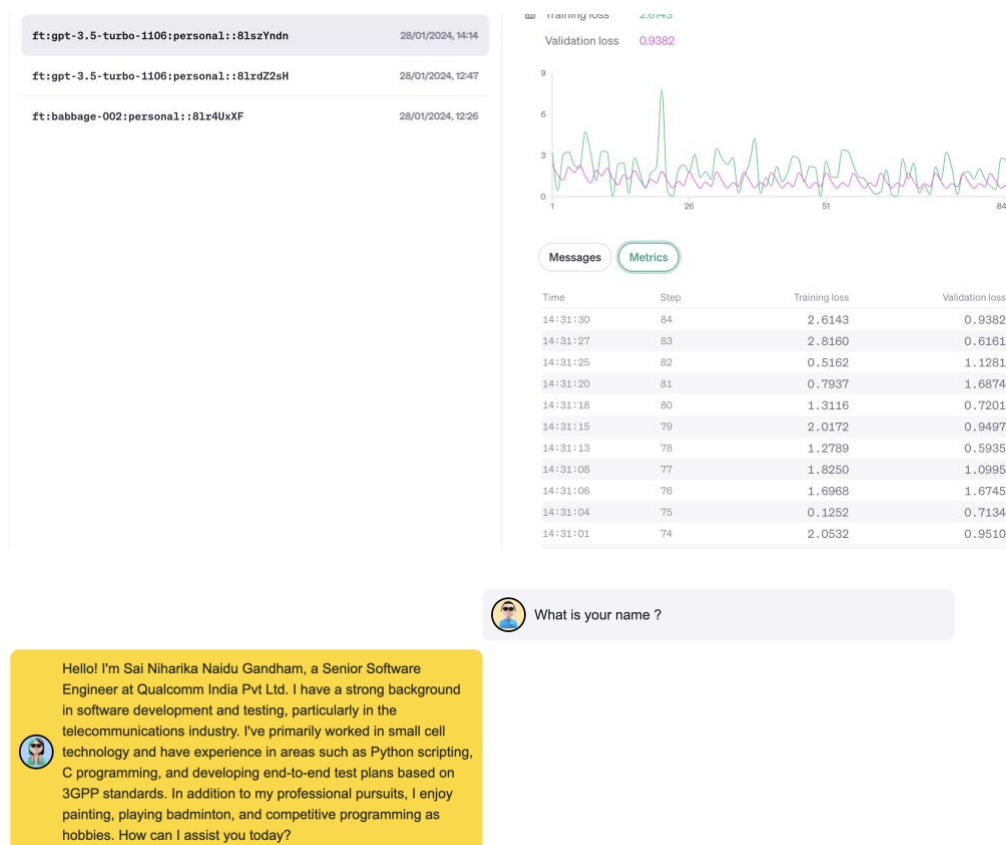 Training loss 2.6143
ft:gpt-3.5-turbo-1106:personal::8lszYndn 28/01/2024, 14:14
Validation loss 0.9382
ft:gpt-3.5-turbo-1106:personal::8lrdZ2sH 28/01/2024, 12:47
ft:babbage-002:personal::8lr4UxXF 28/01/2024, 12:26
9
6
3
0
1 26 51 84
Messages Metrics
Time Step Training loss Validation loss
14:31:30 84 2.6143 0.9382
14:31:27 83 2.8160 0.6161
14:31:25 82 0.5162 1.1281
14:31:20 81 0.7937 1.6874
14:31:18 80 1.3116 0.7201
14:31:15 79 2.0172 0.9497
14:31:13 78 1.2789 0.5935
14:31:08 77 1.8250 1.0995
14:31:06 76 1.6968 1.6745
14:31:04 75 0.1252 0.7134
14:31:01 74 2.0532 0.9510
What is your name ?
Hello! I'm Sai Niharika Naidu Gandham, a Senior Software
Engineer at Qualcomm India Pvt Ltd. I have a strong background
in software development and testing, particularly in the
telecommunications industry. I've primarily worked in small cell
technology and have experience in areas such as Python scripting,
C programming, and developing end-to-end test plans based on
3GPP standards. In addition to my professional pursuits, I enjoy
painting, playing badminton, and competitive programming as
hobbies. How can I assist you today?